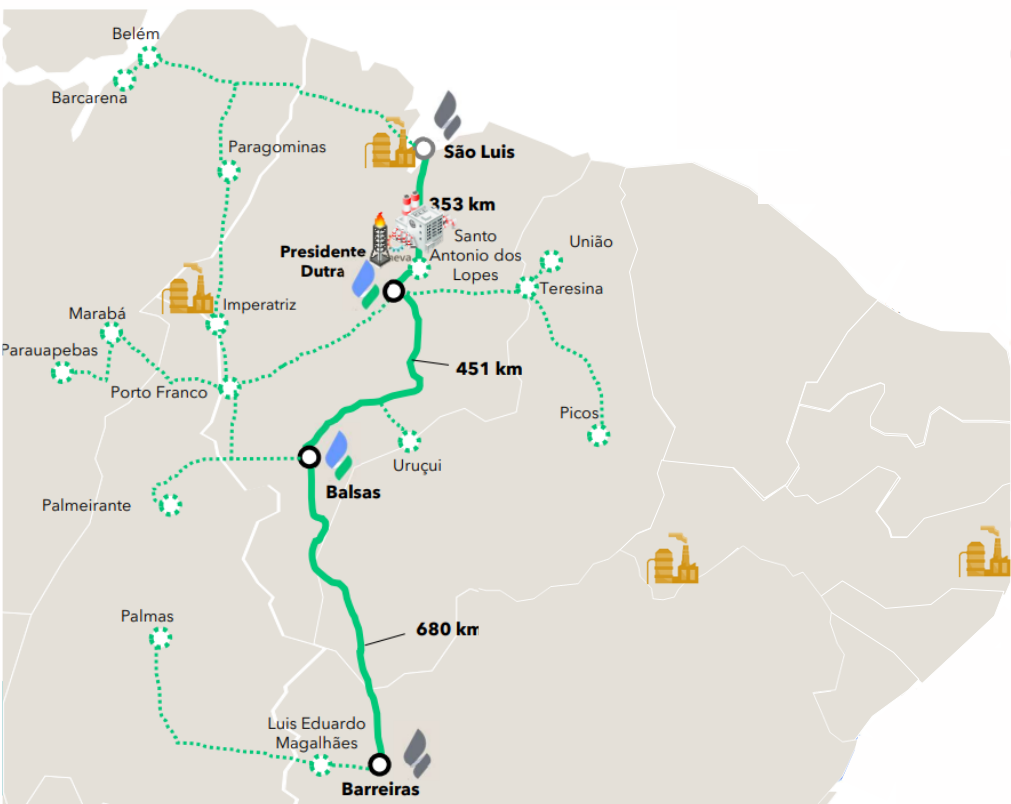 Belém
Barcarena
Paragominas
São Luis
353 km
Presidente
Dutra
Santo
Antonio dos
Lopes
União
Teresina
Imperatriz
Marabá
Parauapebas
Porto Franco
451 km
Picos
Uruçui
Balsas
Palmeirante
Palmas
680 km
Luis Eduardo
Magalhães
Barreiras